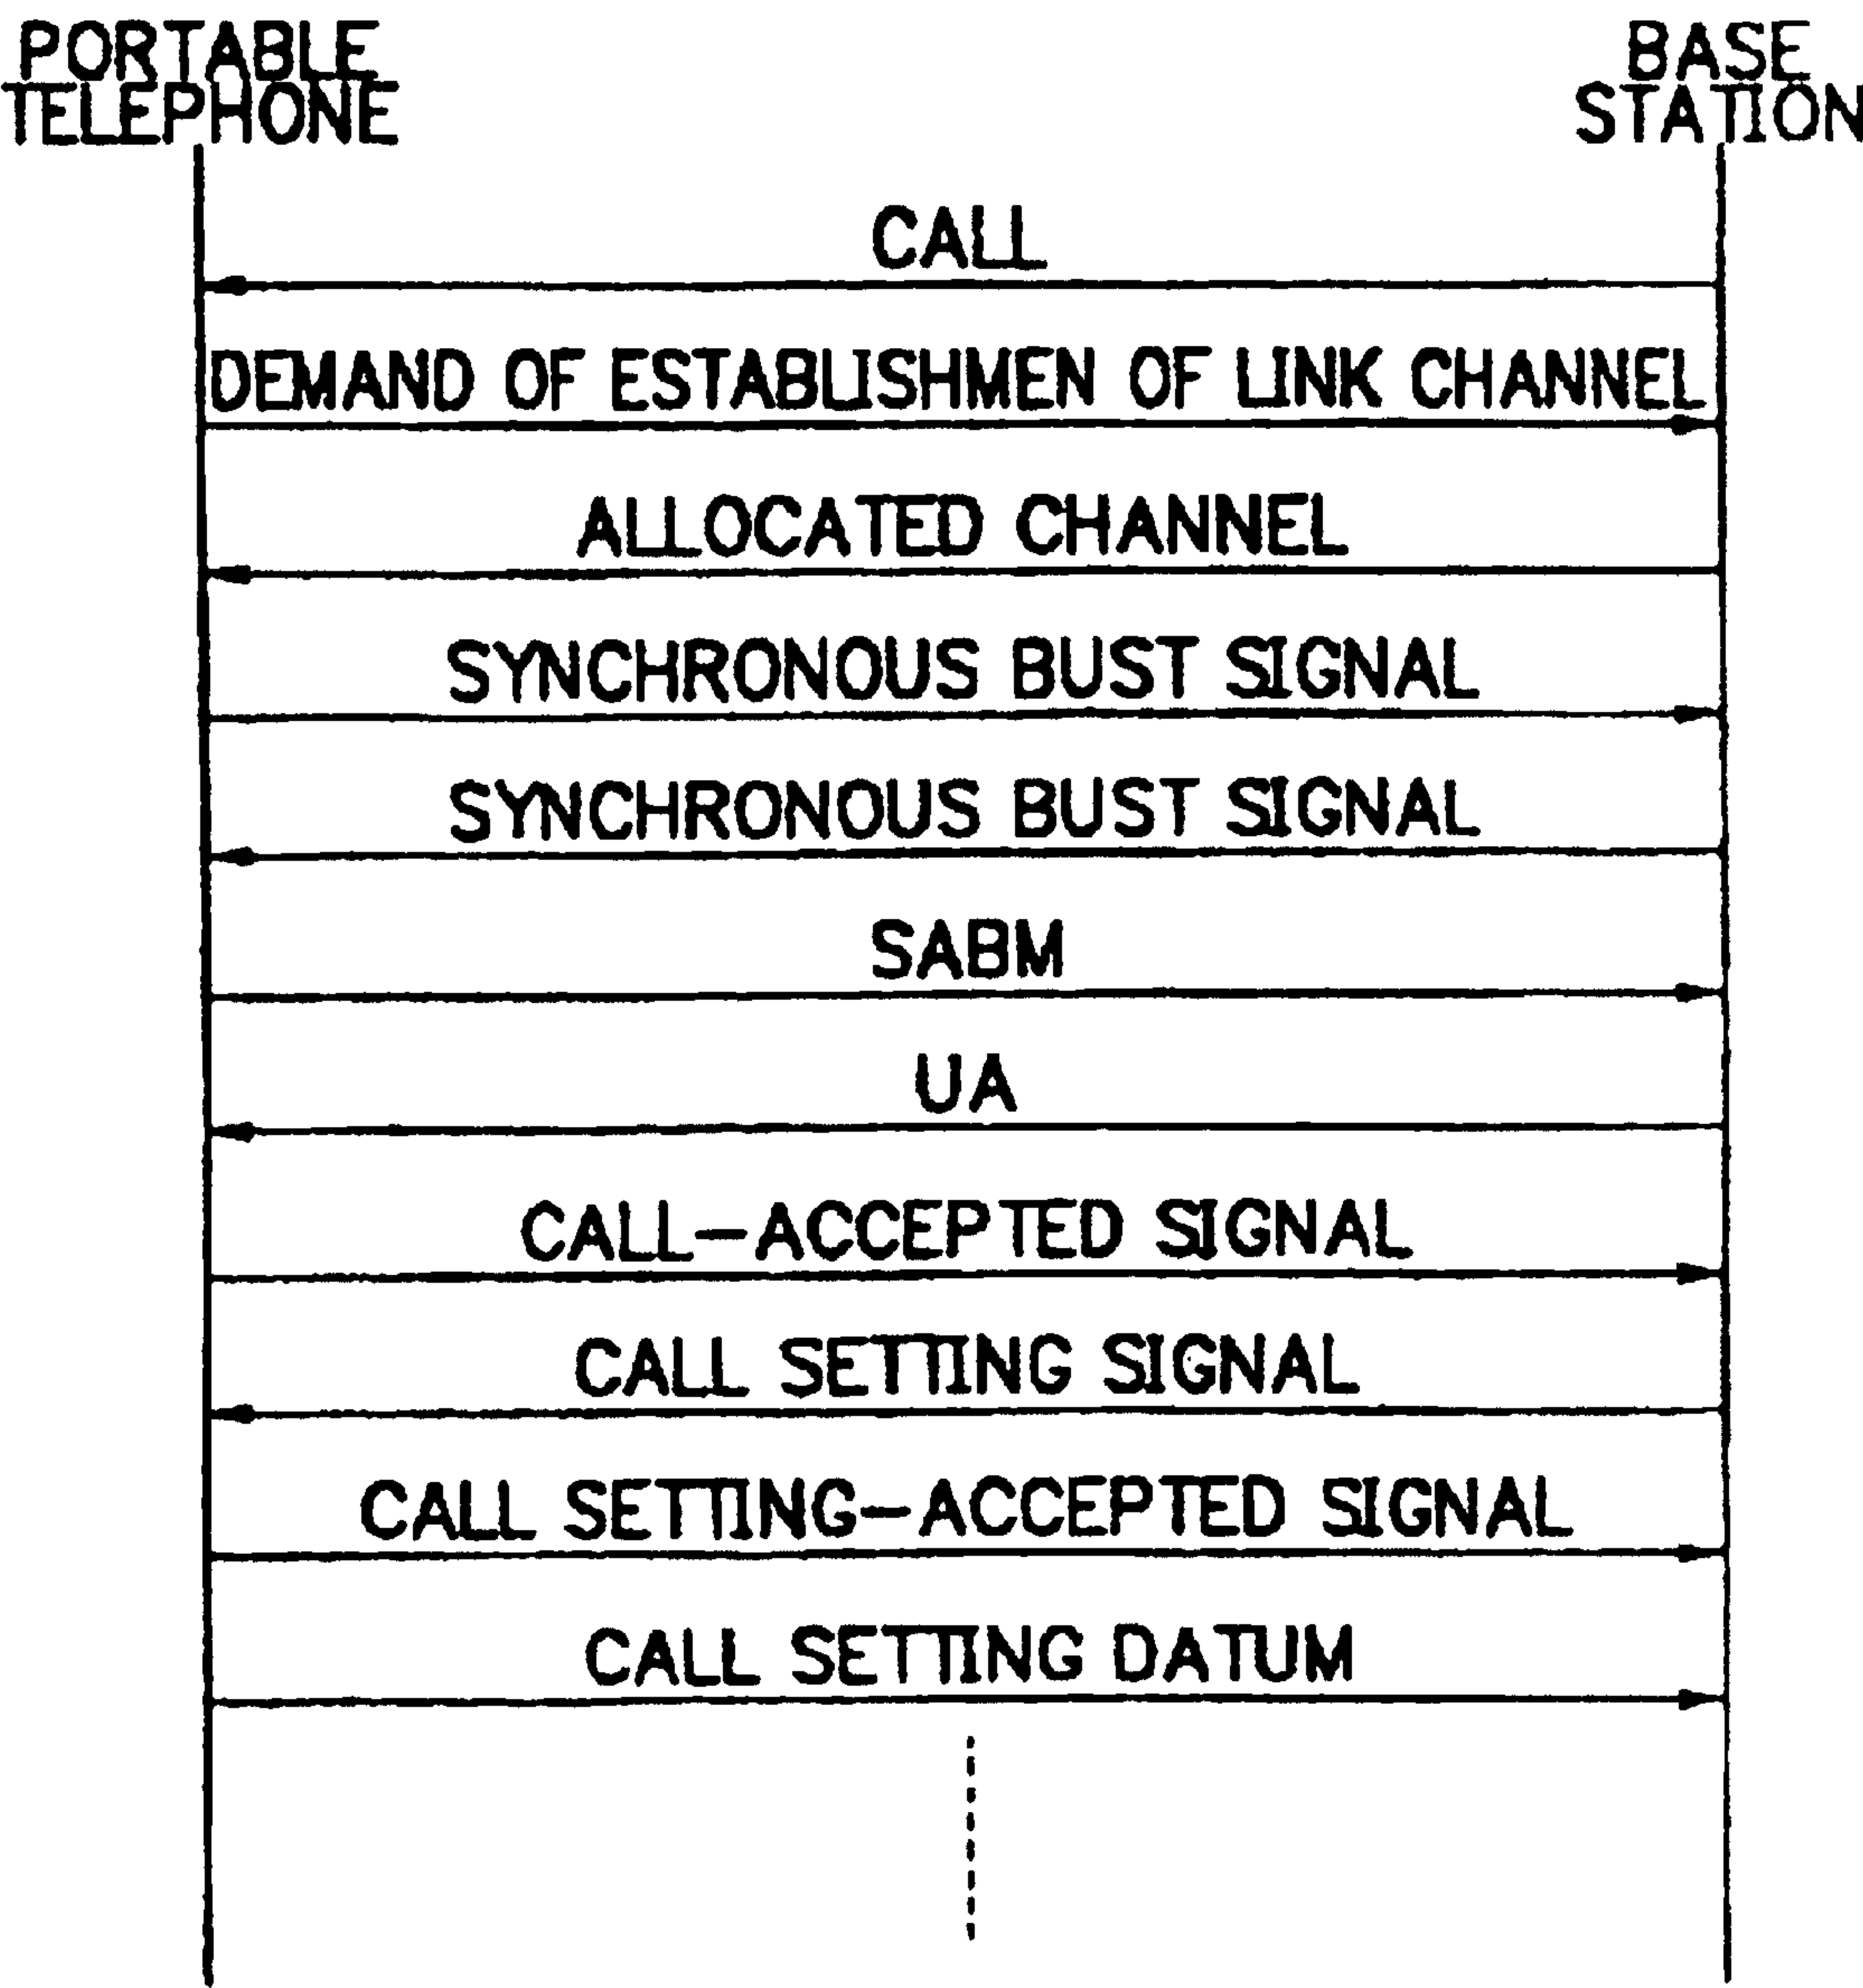 PORTABLE
TELEPHONE
BASE
STATION
CALL
DEMAND OF ESTABLISHMEN OF LINK CHANNEL
ALLOCATED CHANNEL
SYNCHRONOUS BUST SIGNAL
SYNCHRONOUS BUST SIGNAL
SABM
UA
CALL-ACCEPTED SIGNAL
CALL SETTING SIGNAL
CALL SETTING-ACCEPTED SIGNAL
CALL SETTING DATUM